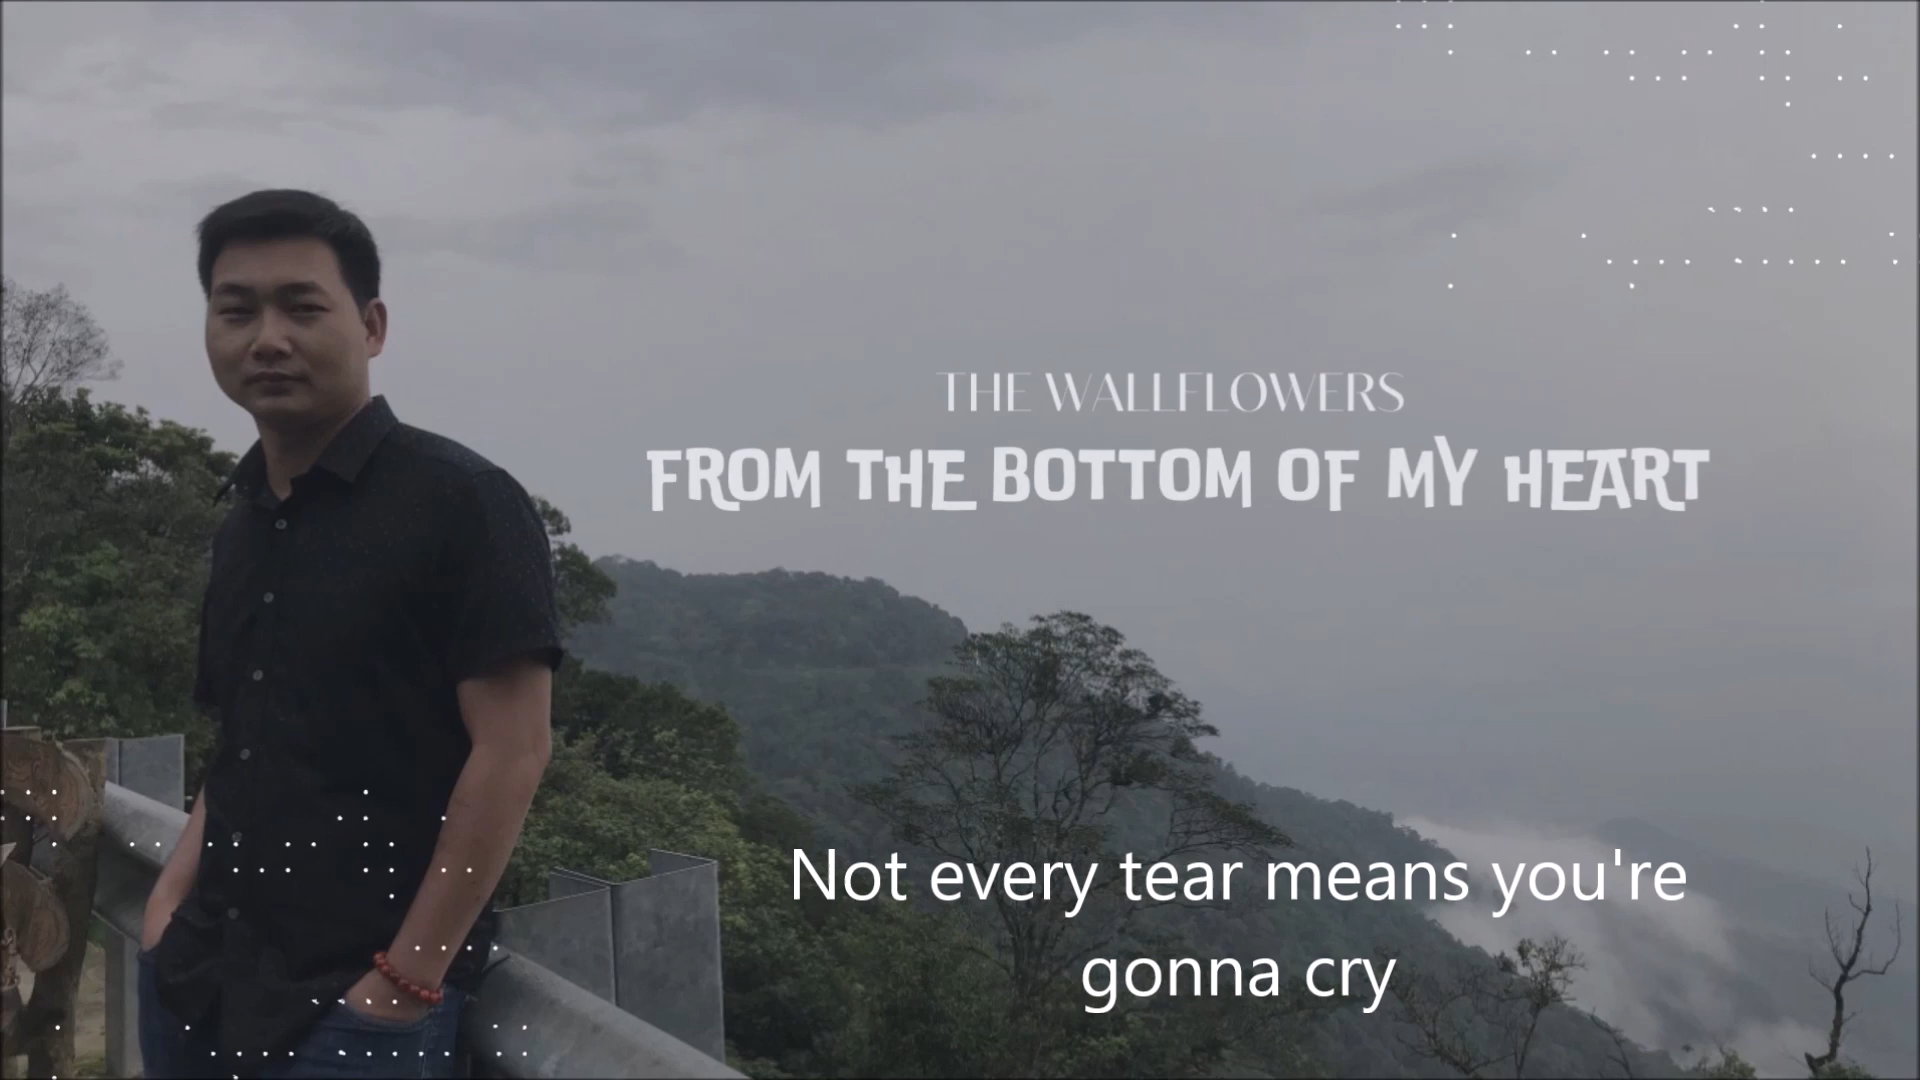 THE WALLFLOWERS
FROM THE BOTTOM OF MY HEART
Not every tear means you're
gonna cry